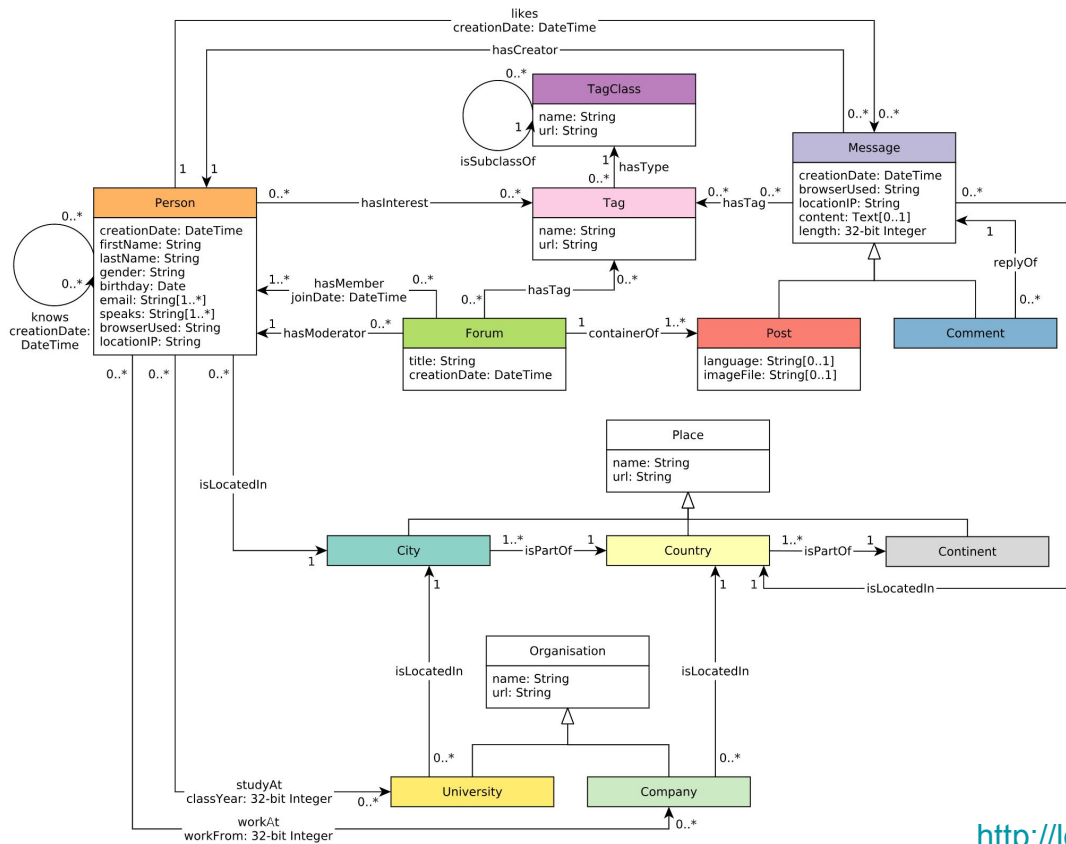 likes
creationDate: DateTime
hasCreator
0..*
TagClass
name: String
url: String
1
isSubclassOf
0..*
0..*
Message
creationDate: DateTime
browserUsed: String
locationIP: String
content: Text[0..1]
length: 32-bit Integer
1
hasType
0..*
1
1
Person
creationDate: DateTime
firstName: String
lastName: String
gender: String
birthday: Date
email: String[1..*]
speaks: String[1..*]
browserUsed: String
locationIP: String
0..*
0..*
knows
creationDate:
DateTime
0..*
hasInterest
0..*
Tag
name: String
url: String
0..*
0..*
hasTag
0..*
1
replyOf
0..*
1..*
hasMember
joinDate: DateTime
0..*
0..*
hasTag
0..*
1
hasModerator
0..*
Forum
title: String
creationDate: DateTime
1
containerOf
1..*
Post
language: String[0..1]
imageFile: String[0..1]
Comment
0..*
0..*
0..*
Place
name: String
url: String
isLocatedIn
1
City
1..*
isPartOf
1
Country
1..*
isPartOf
1
Continent
1
1
1
isLocatedIn
Organisation
name: String
url: String
isLocatedIn
isLocatedIn
0..*
0..*
studyAt
classYear: 32-bit Integer
0..*
University
Company
workAt
workFrom: 32-bit Integer
0..*
http://l